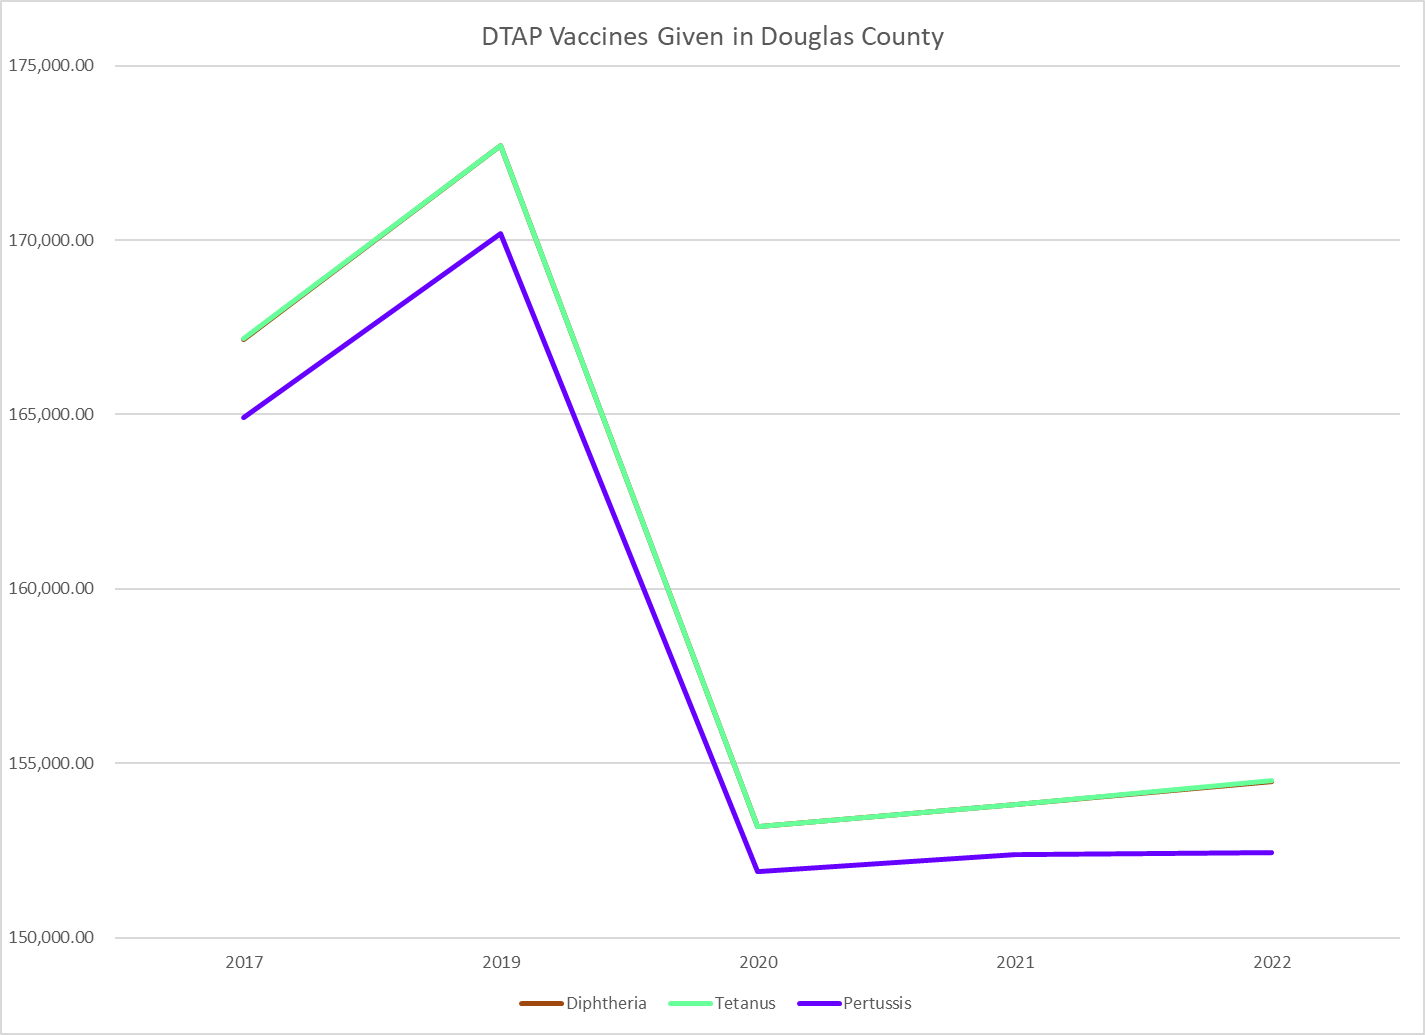 DTAP Vaccines Given in Douglas County
175,000.00
170,000.00
165,000.00
160,000.00
155,000.00
150,000.00
2017 2019 2020 2021 2022
Diphtheria Tetanus Pertussis